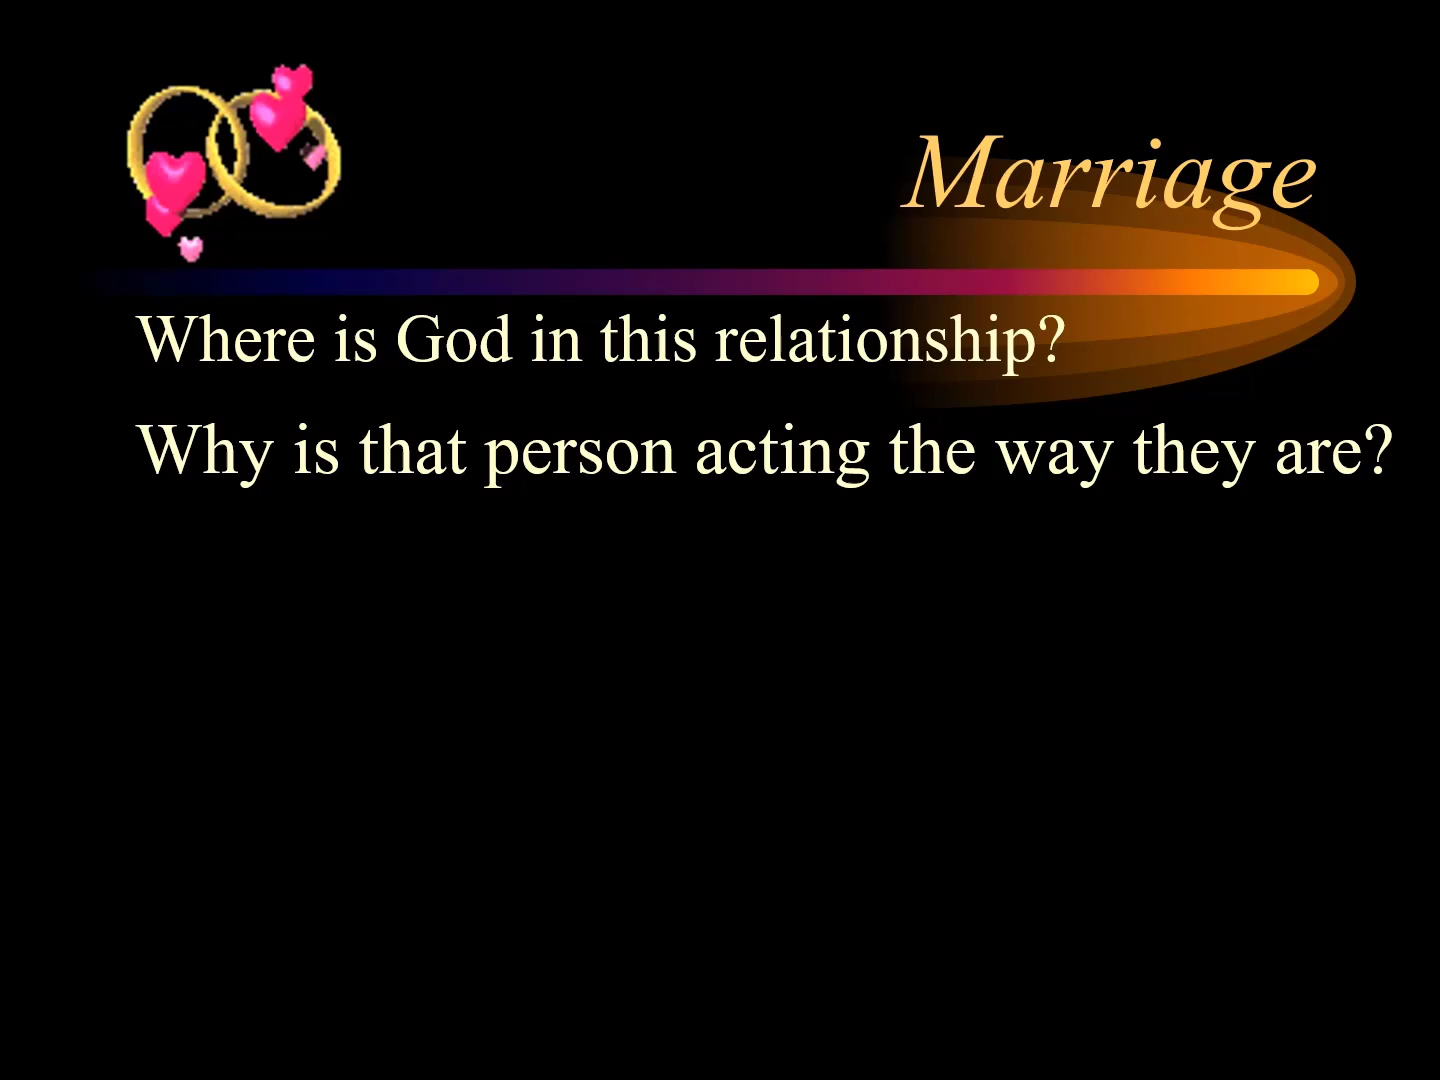 Marriage
Where is God in this relationship?
Why is that person acting the way they are?